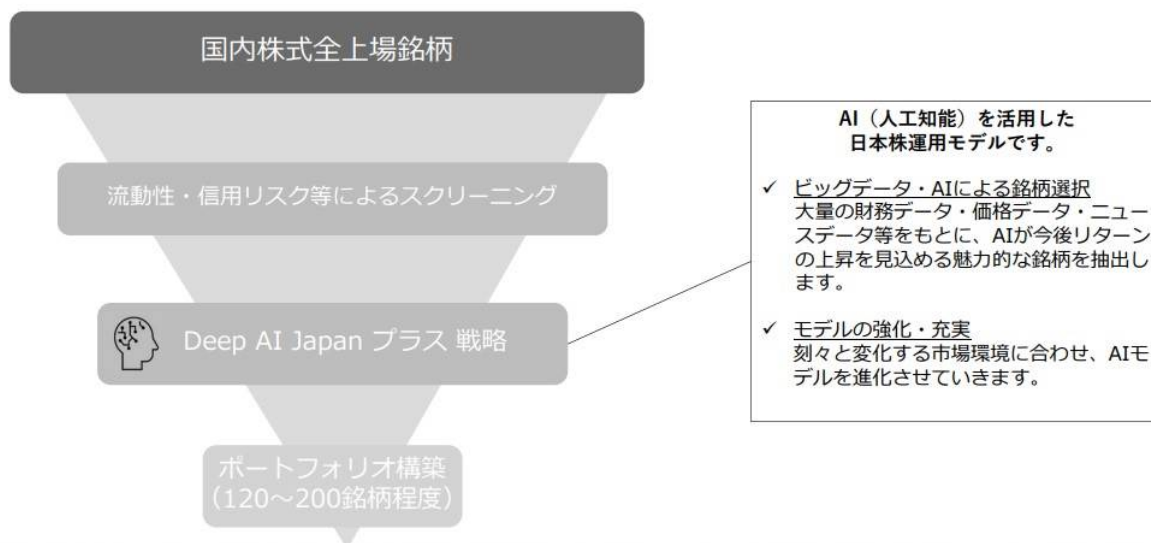 国内株式全上場銘柄
流動性・信用リスク等によるスクリーニング
Deep AI Japan プラス 戦略
ポートフォリオ構築
(120～200銘柄程度)
AI（人工知能）を活用した
日本株運用モデルです。
✓ ビッグデータ・AIによる銘柄選択
大量の財務データ・価格データ・ニュー
スデータ等をもとに、AIが今後リターン
の上昇を見込める魅力的な銘柄を抽出し
ます。
✓ モデルの強化・充実
刻々と変化する市場環境に合わせ、AIモ
デルを進化させていきます。